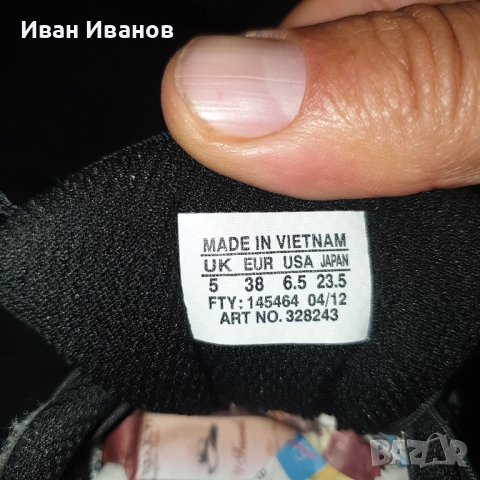 Иван Иванов
MADE IN VIETNAM
UK EUR USA JAPAN
5 38 6.5 23.5
FTY: 145464 04/12
ART NO. 328243
BAZAR